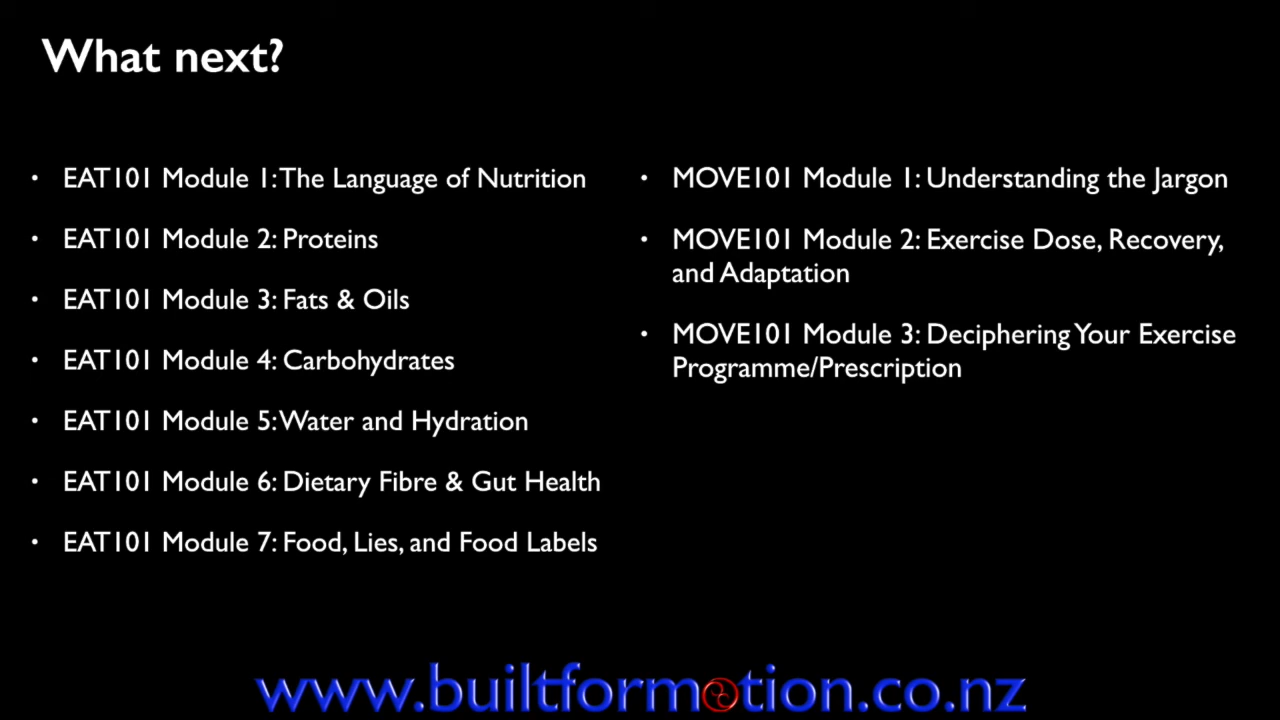 What next?
• EAT101 Module 1: The Language of Nutrition
• EAT101 Module 2: Proteins
• EAT101 Module 3: Fats & Oils
• EAT101 Module 4: Carbohydrates
• EAT101 Module 5: Water and Hydration
• EAT101 Module 6: Dietary Fibre & Gut Health
• EAT101 Module 7: Food, Lies, and Food Labels
• MOVE101 Module 1: Understanding the Jargon
• MOVE101 Module 2: Exercise Dose, Recovery,
and Adaptation
• MOVE101 Module 3: Deciphering Your Exercise
Programme/Prescription
www.builtformotion.co.nz